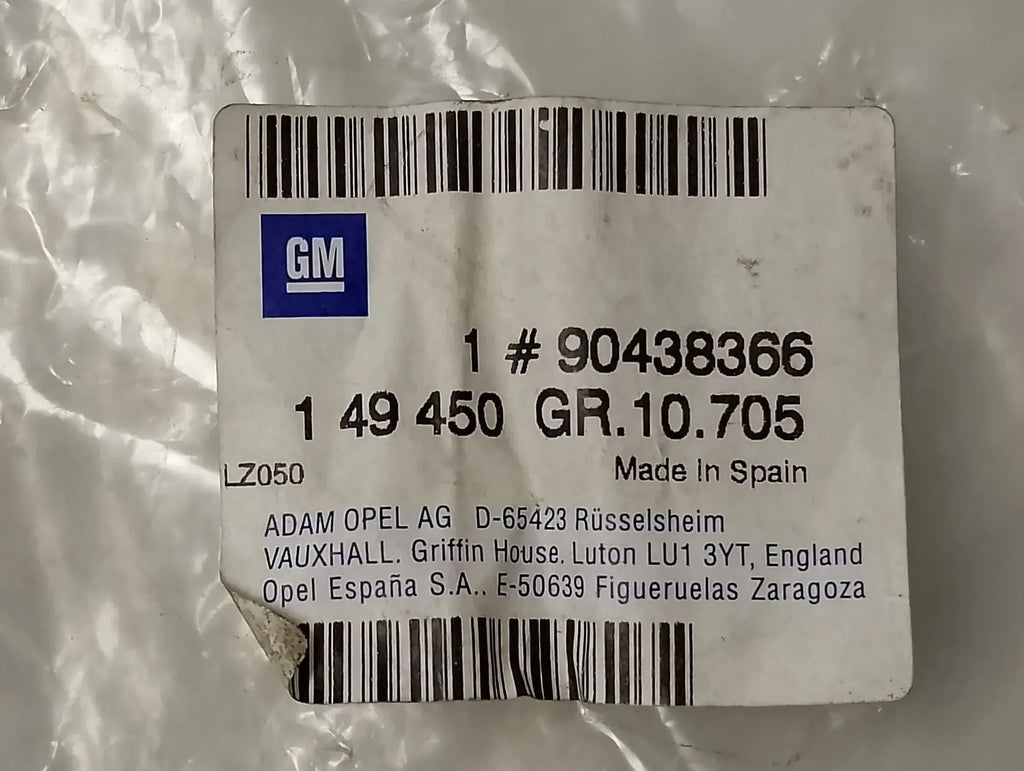 GM
1 # 90438366
1 49 450 GR.10.705
LZ050 Made In Spain
ADAM OPEL AG D-65423 Rüsselsheim
VAUXHALL. Griffin House. Luton LU1 3YT, England
Opel España S.A.. E-50639 Figueruelas Zaragoza